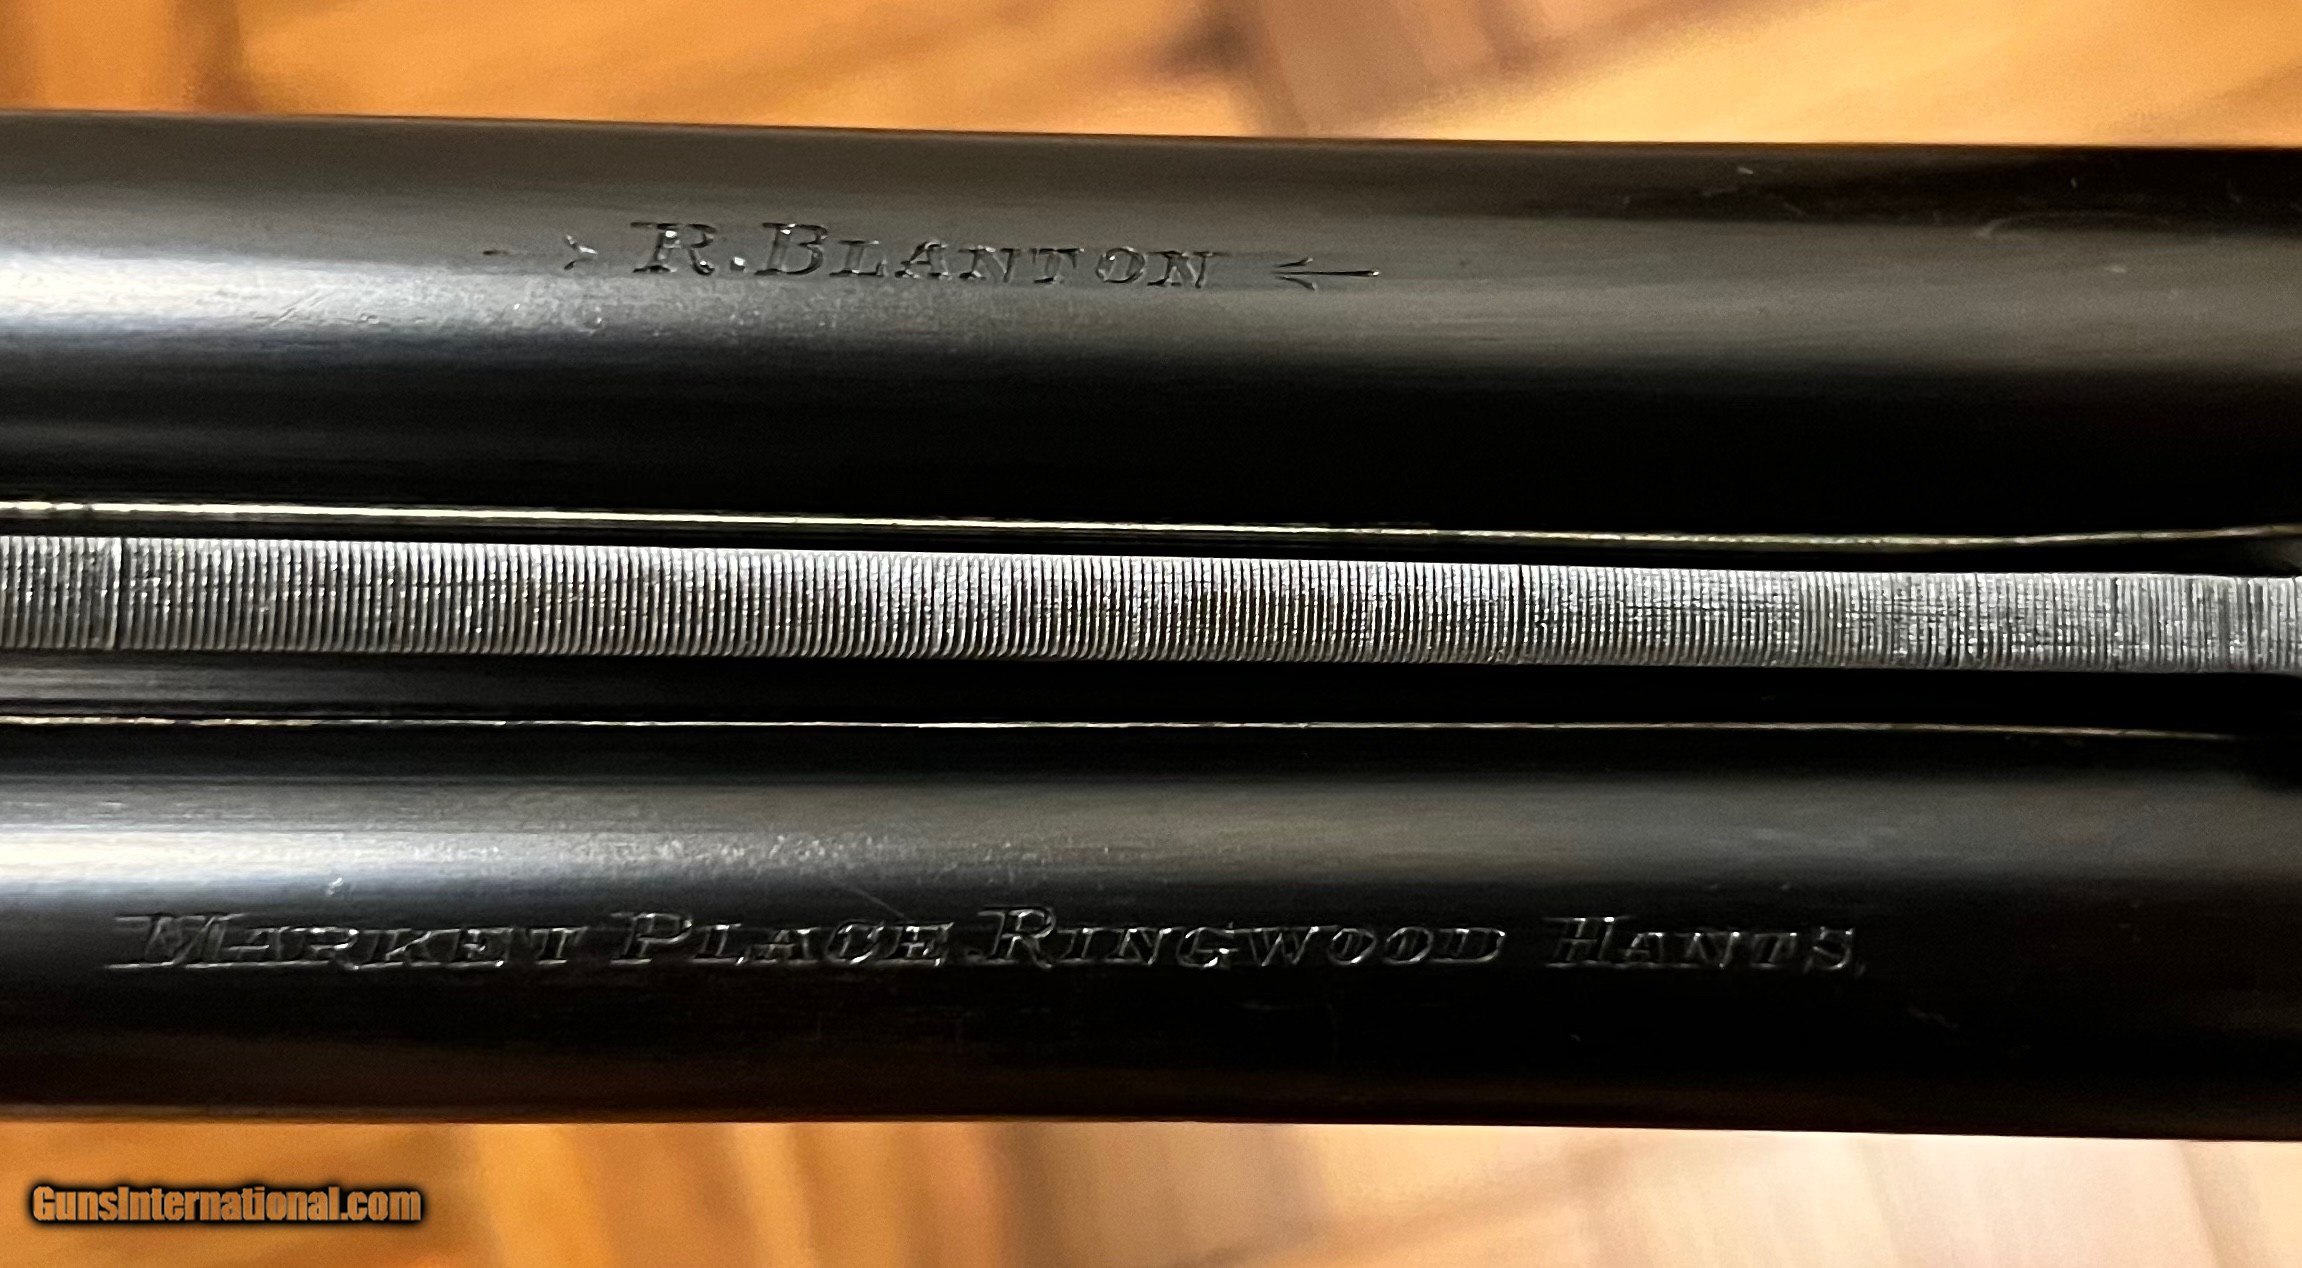 → R. BLANTON ←
MARKET PLACE RINGWOOD HANTS.
GunsInternational.com